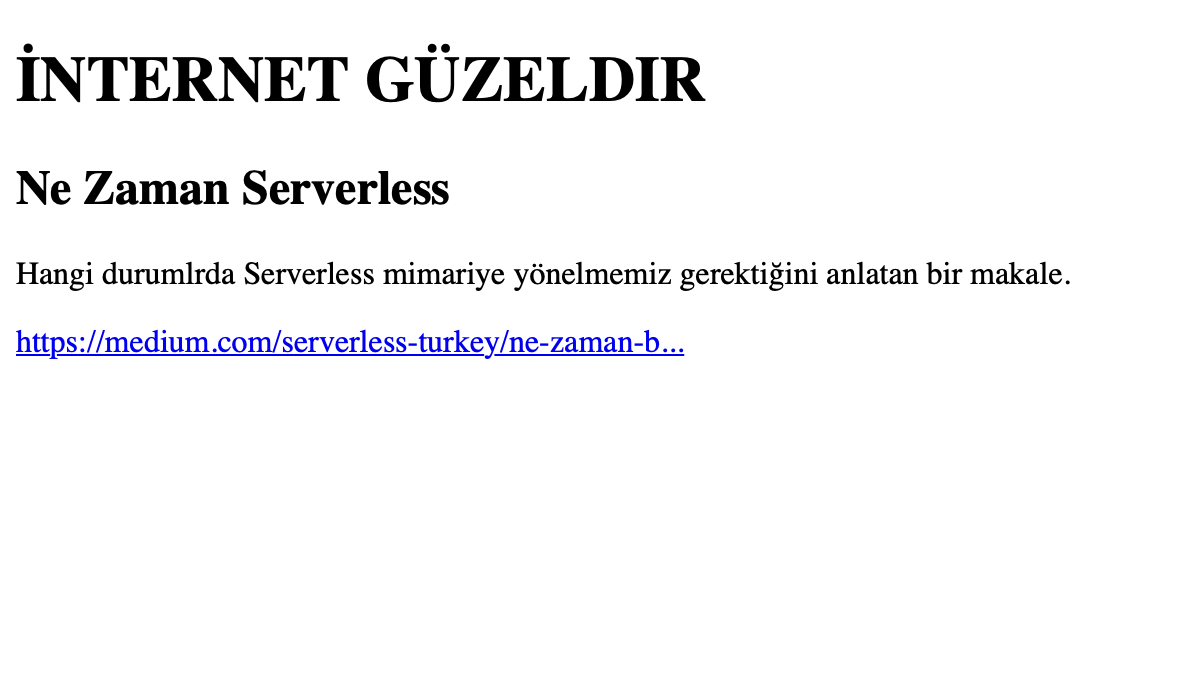 İNTERNET GÜZELDIR
Ne Zaman Serverless
Hangi durumlrda Serverless mimariye yönelmemiz gerektiğini anlatan bir makale.
https://medium.com/serverless-turkey/ne-zaman-b...